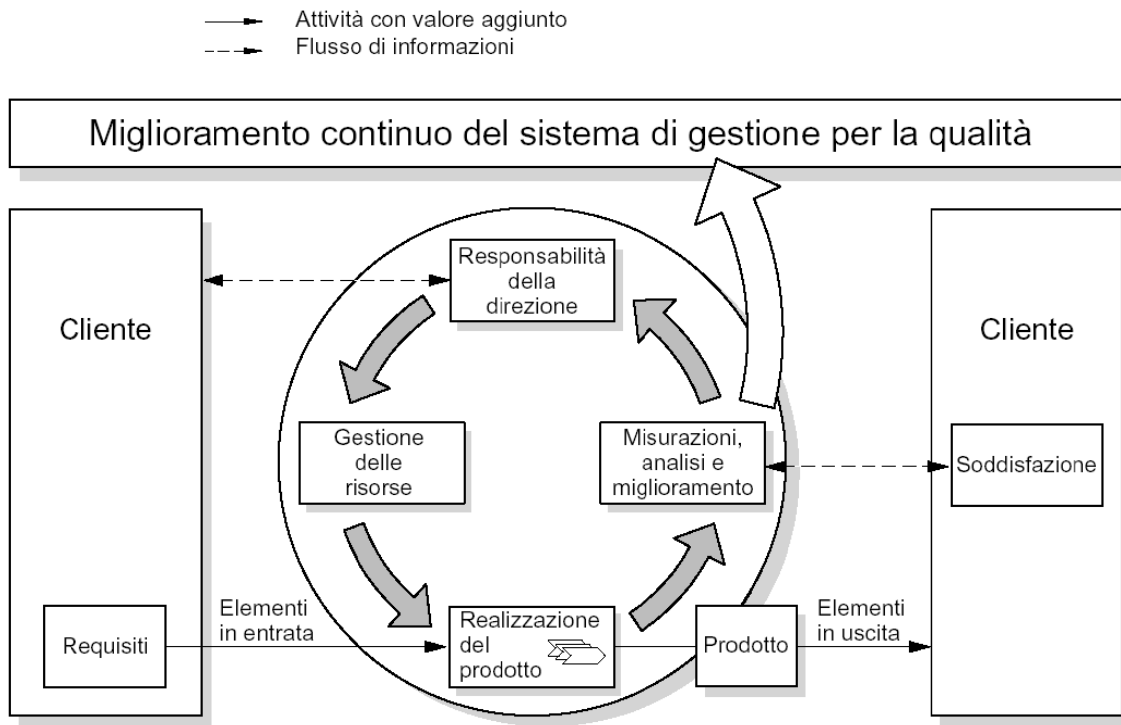 Attività con valore aggiunto
Flusso di informazioni
Miglioramento continuo del sistema di gestione per la qualità
Responsabilità
della
direzione
Cliente
Cliente
Gestione
delle
risorse
Misurazioni,
analisi e
miglioramento
Soddisfazione
Requisiti
Elementi
in entrata
Realizzazione
del
prodotto
Prodotto
Elementi
in uscita